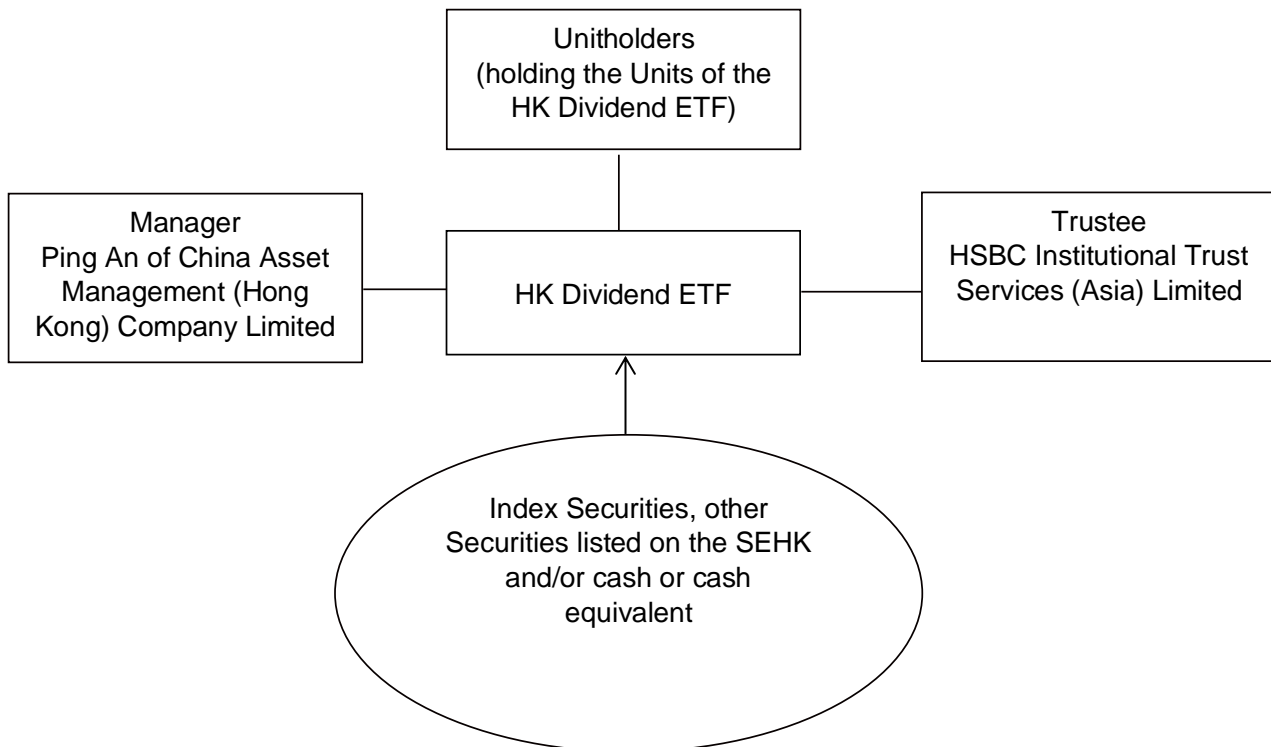 Unitholders
(holding the Units of the
HK Dividend ETF)
Manager
Ping An of China Asset
Management (Hong
Kong) Company Limited
HK Dividend ETF
Trustee
HSBC Institutional Trust
Services (Asia) Limited
Index Securities, other
Securities listed on the SEHK
and/or cash or cash
equivalent